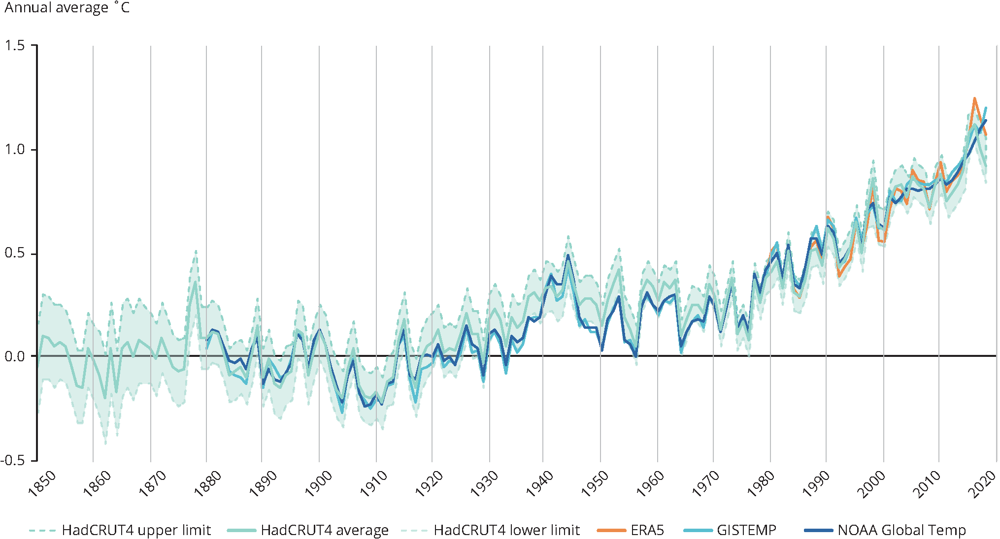 Annual average °C
1.5
1.0
0.5
0.0
-0.5
1850 1860 1870 1880 1890 1900 1910 1920 1930 1940 1950 1960 1970 1980 1990 2000 2010 2020
HadCRUT4 upper limit HadCRUT4 average HadCRUT4 lower limit ERA5 GISTEMP NOAA Global Temp